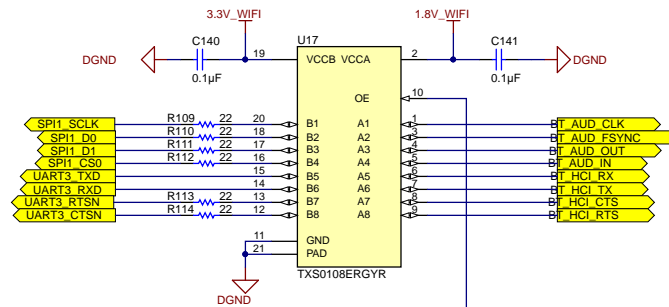 3.3V_WIFI 1.8V_WIFI
C140 U17 C141
DGND 19 VCCB VCCA 2 DGND
0.1µF 0.1µF
OE 10
SPI1_SCLK R109 22 20 B1 A1 1 BT_AUD_CLK
SPI1_D0 R110 22 18 B2 A2 3 BT_AUD_FSYNC
SPI1_D1 R111 22 17 B3 A3 4 BT_AUD_OUT
SPI1_CS0 R112 22 16 B4 A4 5 BT_AUD_IN
UART3_TXD 15 B5 A5 6 BT_HCI_RX
UART3_RXD 14 B6 A6 7 BT_HCI_TX
UART3_RTSN R113 22 13 B7 A7 8 BT_HCI_CTS
UART3_CTSN R114 22 12 B8 A8 9 BT_HCI_RTS
11 GND
21 PAD
TXS0108ERGYR
DGND